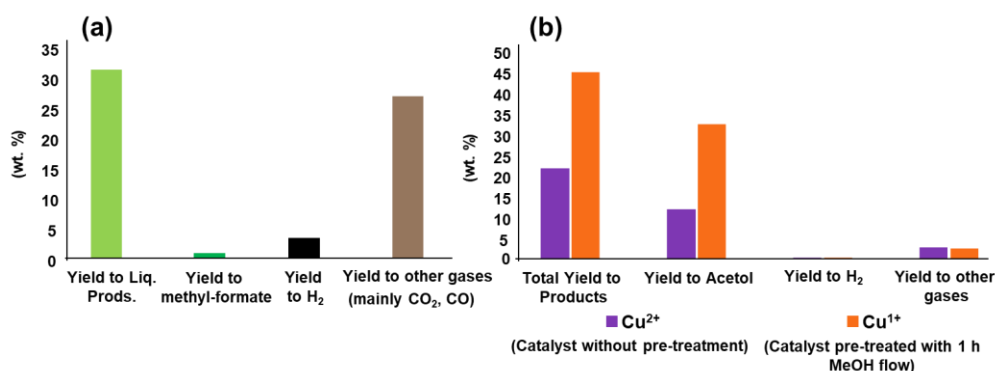 (a)
35
30
25
20
15
10
5
0
(wt. %)
Yield to Liq.
Prods.
Yield to
methyl-formate
Yield
to H₂
Yield to other gases
(mainly CO₂, CO)
(b)
50
45
40
35
30
25
20
15
10
5
0
(wt. %)
Total Yield to
Products
Yield to Acetol
Yield to H₂
Yield to other
gases
Cu²⁺
(Catalyst without pre-treatment)
Cu¹⁺
(Catalyst pre-treated with 1 h
MeOH flow)